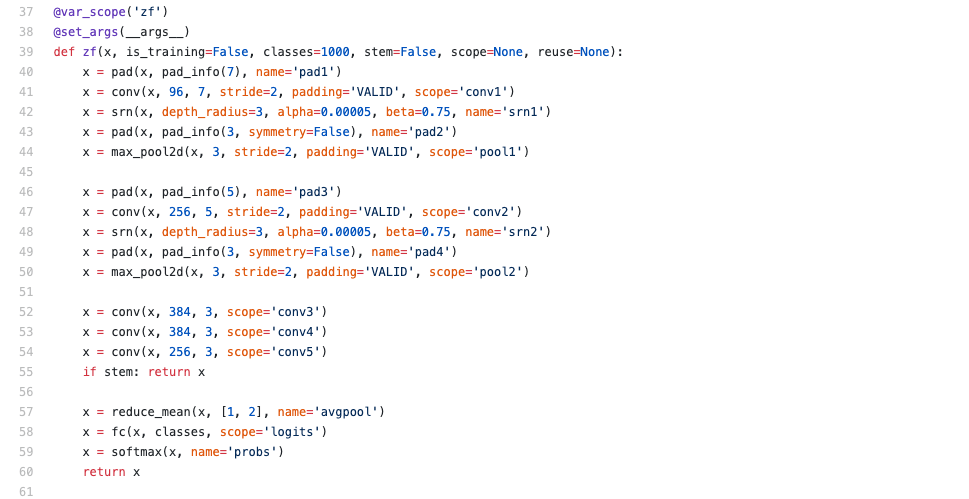 37 @var_scope('zf')
38 @set_args(__args__)
39 def zf(x, is_training=False, classes=1000, stem=False, scope=None, reuse=None):
40     x = pad(x, pad_info(7), name='pad1')
41     x = conv(x, 96, 7, stride=2, padding='VALID', scope='conv1')
42     x = srn(x, depth_radius=3, alpha=0.00005, beta=0.75, name='srn1')
43     x = pad(x, pad_info(3, symmetry=False), name='pad2')
44     x = max_pool2d(x, 3, stride=2, padding='VALID', scope='pool1')
45
46     x = pad(x, pad_info(5), name='pad3')
47     x = conv(x, 256, 5, stride=2, padding='VALID', scope='conv2')
48     x = srn(x, depth_radius=3, alpha=0.00005, beta=0.75, name='srn2')
49     x = pad(x, pad_info(3, symmetry=False), name='pad4')
50     x = max_pool2d(x, 3, stride=2, padding='VALID', scope='pool2')
51
52     x = conv(x, 384, 3, scope='conv3')
53     x = conv(x, 384, 3, scope='conv4')
54     x = conv(x, 256, 3, scope='conv5')
55     if stem: return x
56
57     x = reduce_mean(x, [1, 2], name='avgpool')
58     x = fc(x, classes, scope='logits')
59     x = softmax(x, name='probs')
60     return x
61